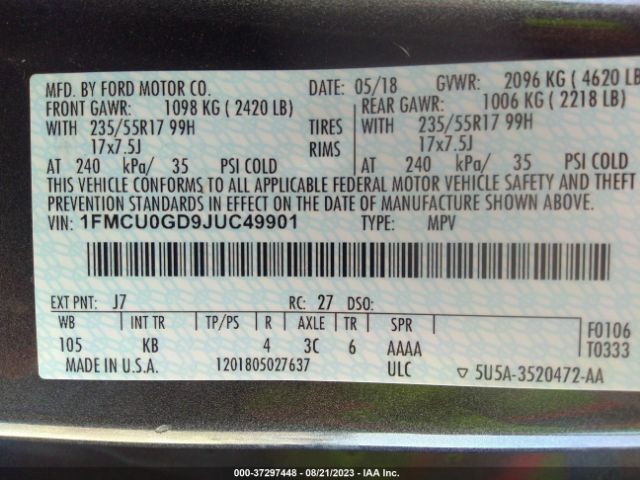 MFD. BY FORD MOTOR CO. DATE: 05/18 GVWR: 2096 KG ( 4620 LB)
FRONT GAWR: 1098 KG ( 2420 LB) REAR GAWR: 1006 KG ( 2218 LB)
WITH 235/55R17 99H TIRES WITH 235/55R17 99H
17x7.5J RIMS 17x7.5J
AT 240 kPa/ 35 PSI COLD AT 240 kPa/ 35 PSI COLD
THIS VEHICLE CONFORMS TO ALL APPLICABLE FEDERAL MOTOR VEHICLE SAFETY AND THEFT
PREVENTION STANDARDS IN EFFECT ON THE DATE OF MANUFACTURE SHOWN ABOVE.
VIN: 1FMCU0GD9JUC49901 TYPE: MPV
EXT PNT: J7 RC: 27 DSO:
WB INT TR TP/PS R AXLE TR SPR F0106
105 KB 4 3C 6 AAAA T0333
MADE IN U.S.A. 1201805027637 ULC ▽ 5U5A-3520472-AA
000-37297448 - 08/21/2023 - IAA Inc.